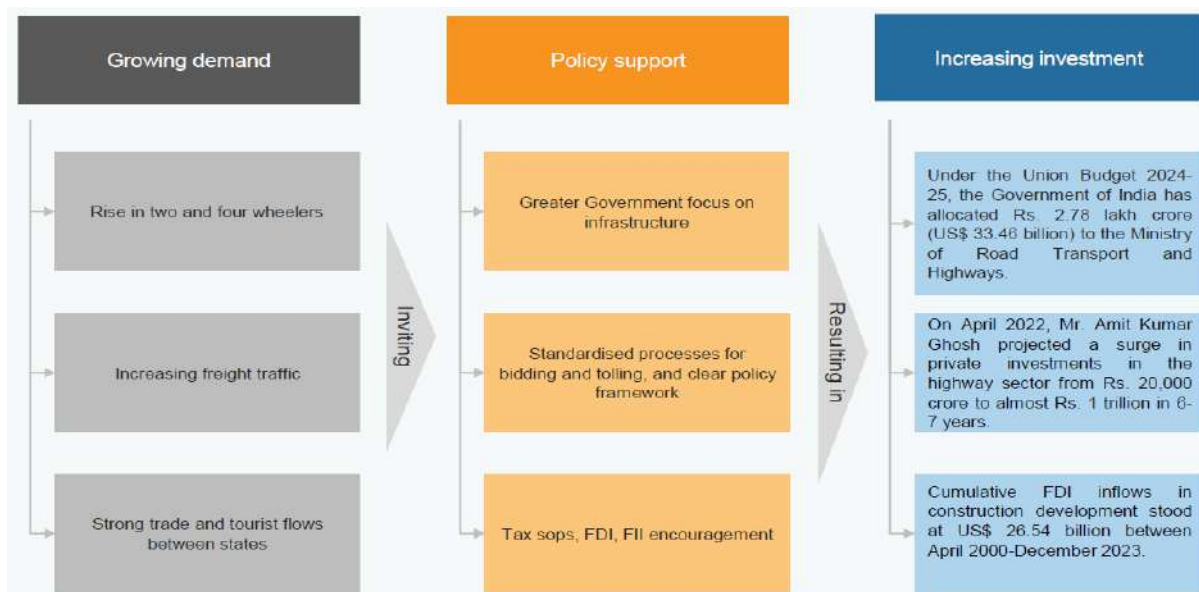 Growing demand
Rise in two and four wheelers
Increasing freight traffic
Strong trade and tourist flows
between states
Inviting
Policy support
Greater Government focus on
infrastructure
Standardised processes for
bidding and tolling, and clear policy
framework
Tax sops, FDI, FII encouragement
Resulting in
Increasing investment
Under the Union Budget 2024-
25, the Government of India has
allocated Rs. 2.78 lakh crore
(US$ 33.46 billion) to the Ministry
of Road Transport and
Highways.
On April 2022, Mr. Amit Kumar
Ghosh projected a surge in
private investments in the
highway sector from Rs. 20,000
crore to almost Rs. 1 trillion in 6-
7 years.
Cumulative FDI inflows in
construction development stood
at US$ 26.54 billion between
April 2000-December 2023.